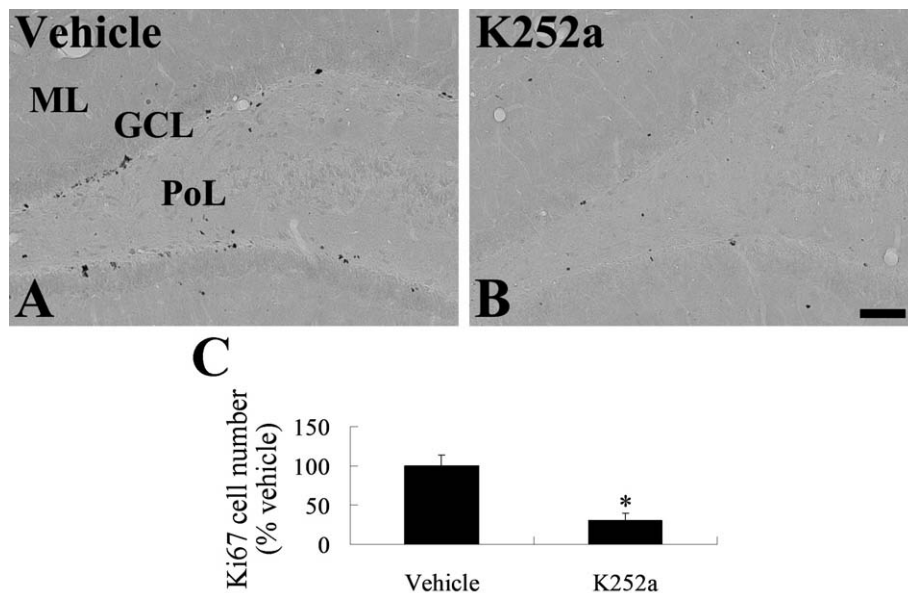 Vehicle
ML
GCL
PoL
A
K252a
B
C
Ki67 cell number
(% vehicle)
150
100
50
0
*
Vehicle
K252a